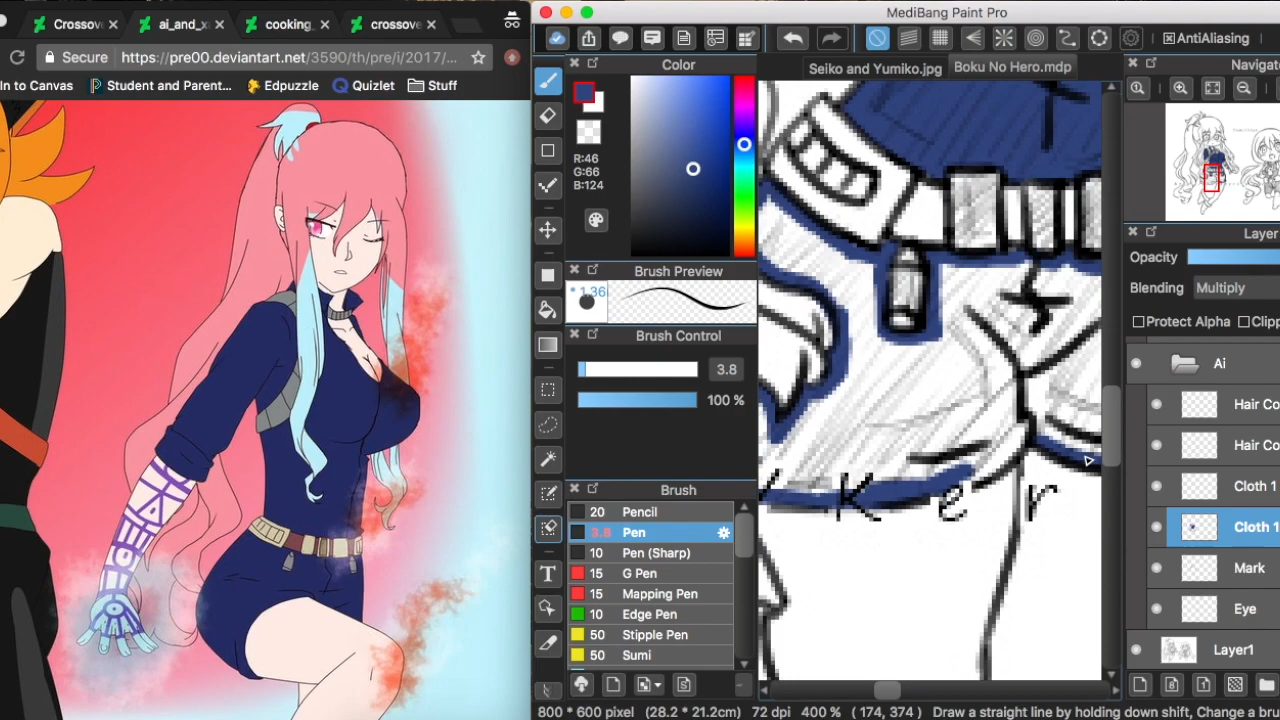 MediBang Paint Pro
Crossov
ai_and_
cooking_
crossove
AntiAliasing
Secure
https://pre00.deviantart.net/3590/th/pre/i/2017/...
Color
Seiko and Yumiko.jpg
Boku No Hero.mdp
Navigato
in to Canvas
Student and Parent...
Edpuzzle
Quizlet
Stuff
R:46
G:66
B:124
Layer
Opacity
Brush Preview
* 1.36
Blending
Multiply
Protect Alpha
Clip
Brush Control
Ai
3.8
100 %
Hair Co
Hair Co
Cloth 1
Brush
K e r
20 Pencil
3.8 Pen
Cloth 1
10 Pen (Sharp)
15 G Pen
Mark
15 Mapping Pen
10 Edge Pen
Eye
50 Stipple Pen
50 Sumi
Layer1
T
800 * 600 pixel (28.2 * 21.2cm) 72 dpi 400 % ( 174, 374 ) Draw a straight line by holding down shift, Change a bru